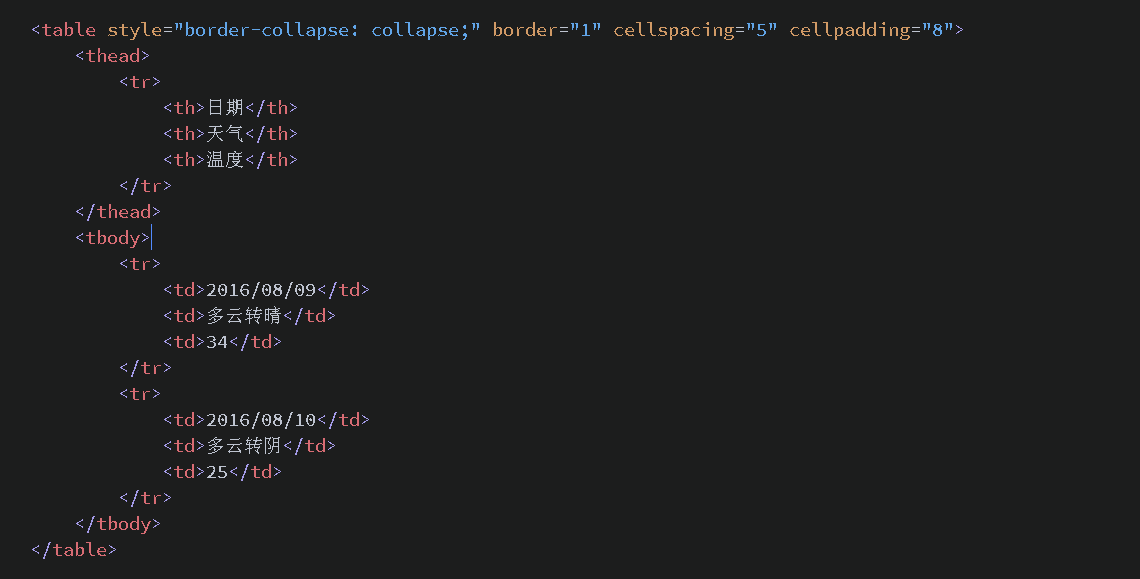 <table style="border-collapse: collapse;" border="1" cellspacing="5" cellpadding="8">
    <thead>
        <tr>
            <th>日期</th>
            <th>天气</th>
            <th>温度</th>
        </tr>
    </thead>
    <tbody>
        <tr>
            <td>2016/08/09</td>
            <td>多云转晴</td>
            <td>34</td>
        </tr>
        <tr>
            <td>2016/08/10</td>
            <td>多云转阴</td>
            <td>25</td>
        </tr>
    </tbody>
</table>